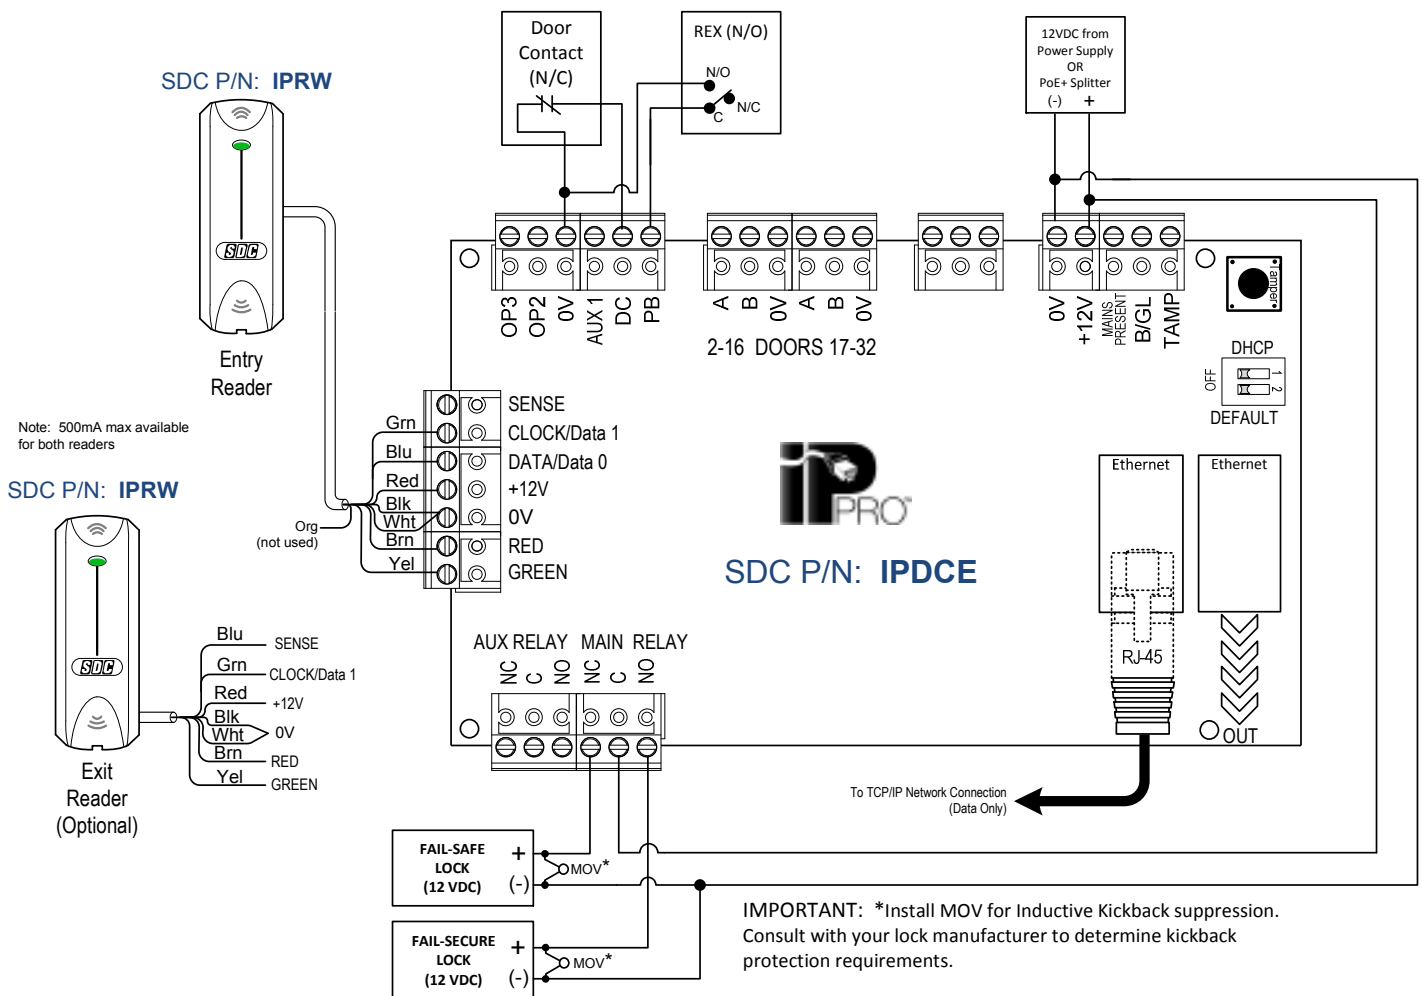 Door
Contact
(N/C)
REX (N/O)
N/O
N/C
C
12VDC from
Power Supply
OR
PoE+ Splitter
(-) +
SDC P/N: IPRW
SDC
Entry
Reader
OP3
OP2
0V
AUX 1
DC
PB
A
B
0V
A
B
0V
2-16 DOORS 17-32
0V
+12V
MAINS
PRESENT
B/GL
TAMP
Tamper
DHCP
OFF
1
2
DEFAULT
Note: 500mA max available
for both readers
Grn
Blu
Red
Blk
Wht
Brn
Yel
Org
(not used)
SENSE
CLOCK/Data 1
DATA/Data 0
+12V
0V
RED
GREEN
iP
PRO™
SDC P/N: IPDCE
Ethernet
Ethernet
RJ-45
OUT
SDC P/N: IPRW
SDC
Exit
Reader
(Optional)
Blu SENSE
Grn CLOCK/Data 1
Red +12V
Blk
Wht 0V
Brn RED
Yel GREEN
AUX RELAY MAIN RELAY
NC
C
NO
NC
C
NO
To TCP/IP Network Connection
(Data Only)
FAIL-SAFE
LOCK
(12 VDC)
+
(-)
MOV*
FAIL-SECURE
LOCK
(12 VDC)
+
(-)
MOV*
IMPORTANT: *Install MOV for Inductive Kickback suppression.
Consult with your lock manufacturer to determine kickback
protection requirements.